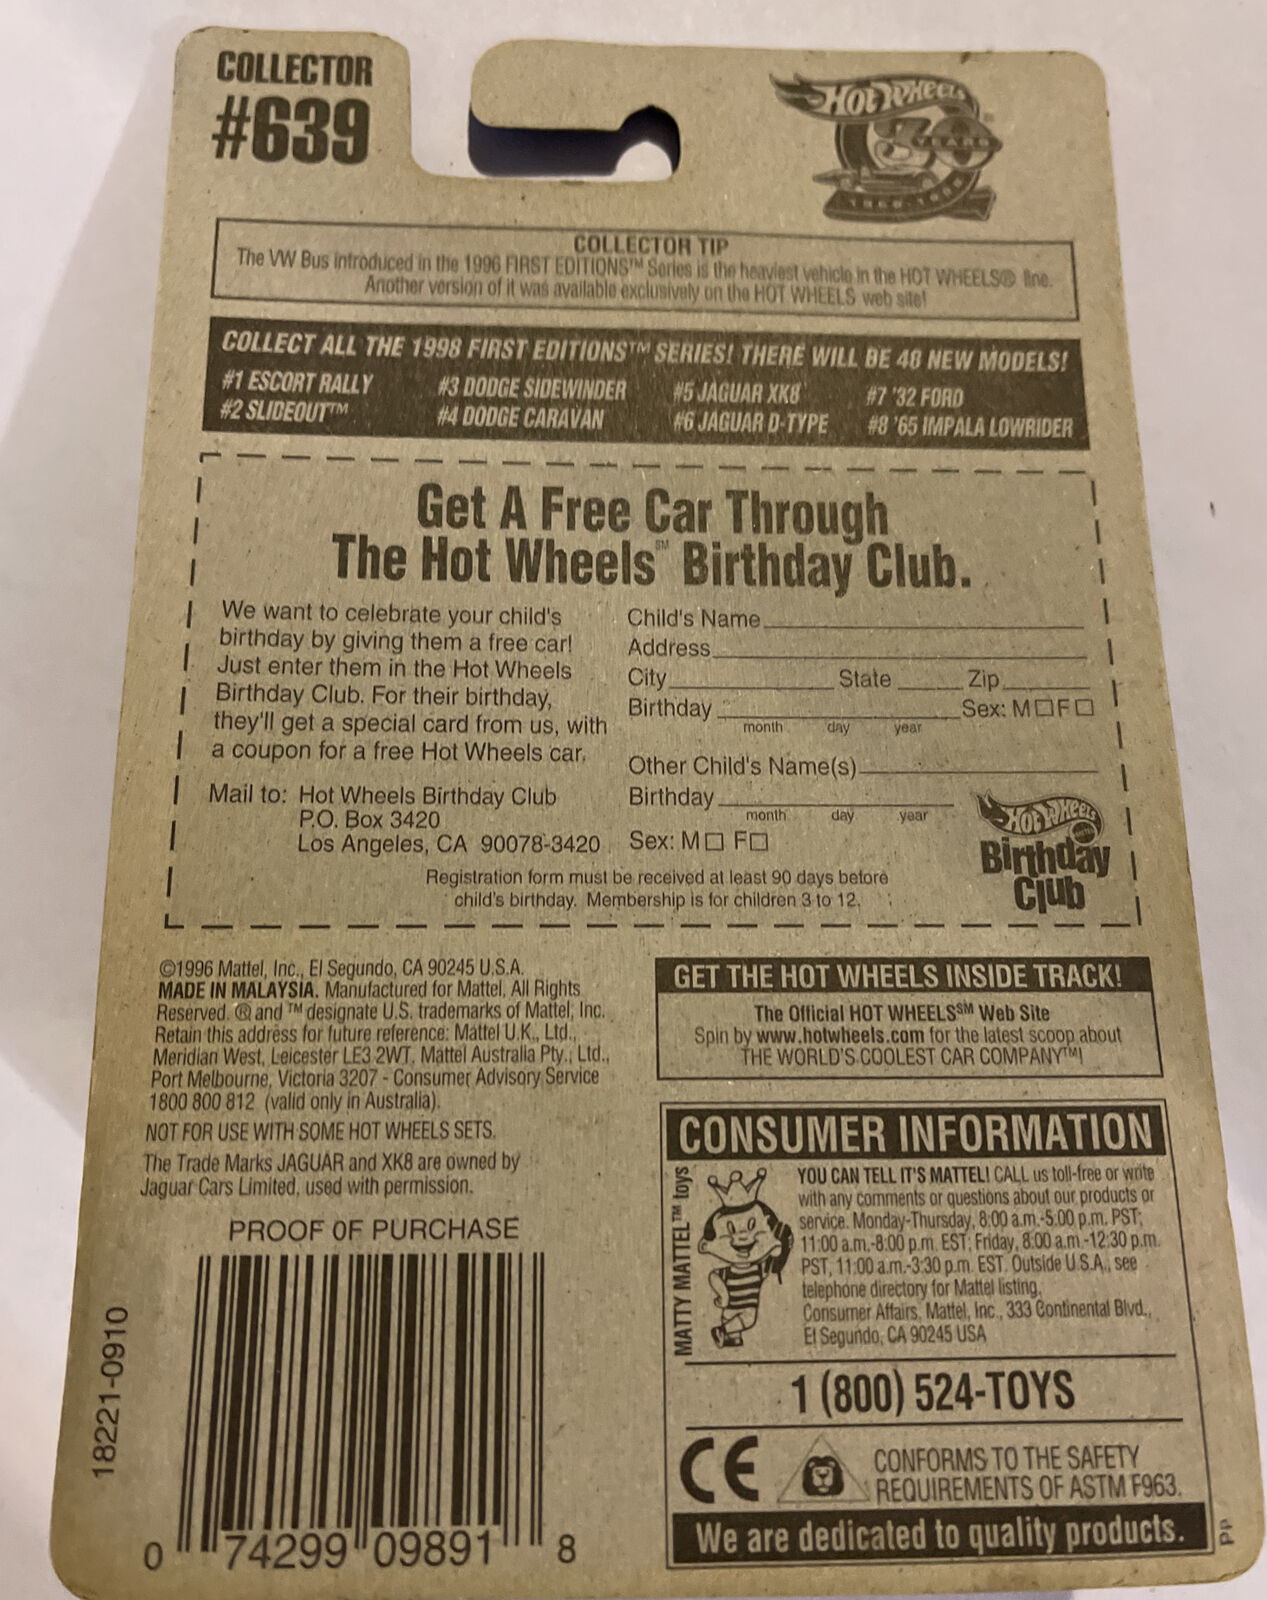 COLLECTOR
#639
HOT WHEELS
30 YEARS
COLLECTOR TIP
The VW Bus introduced in the 1996 FIRST EDITIONS™ Series is the heaviest vehicle in the HOT WHEELS® line.
Another version of it was available exclusively on the HOT WHEELS web site!
COLLECT ALL THE 1998 FIRST EDITIONS™ SERIES! THERE WILL BE 48 NEW MODELS!
#1 ESCORT RALLY #3 DODGE SIDEWINDER #5 JAGUAR XK8 #7 '32 FORD
#2 SLIDEOUT™ #4 DODGE CARAVAN #6 JAGUAR D-TYPE #8 '65 IMPALA LOWRIDER
Get A Free Car Through
The Hot Wheels℠ Birthday Club.
We want to celebrate your child's
birthday by giving them a free car!
Just enter them in the Hot Wheels
Birthday Club. For their birthday,
they'll get a special card from us, with
a coupon for a free Hot Wheels car.
Mail to: Hot Wheels Birthday Club
P.O. Box 3420
Los Angeles, CA 90078-3420
Child's Name
Address
City State Zip
Birthday Sex: M□ F□
month day year
Other Child's Name(s)
Birthday
month day year
Sex: M□ F□
HOT WHEELS
Birthday
Club
Registration form must be received at least 90 days before
child's birthday. Membership is for children 3 to 12.
©1996 Mattel, Inc., El Segundo, CA 90245 U.S.A.
MADE IN MALAYSIA. Manufactured for Mattel, All Rights
Reserved. ® and ™ designate U.S. trademarks of Mattel, Inc.
Retain this address for future reference: Mattel U.K., Ltd.,
Meridian West, Leicester LE3 2WT. Mattel Australia Pty., Ltd.,
Port Melbourne, Victoria 3207 - Consumer Advisory Service
1800 800 812 (valid only in Australia).
NOT FOR USE WITH SOME HOT WHEELS SETS.
The Trade Marks JAGUAR and XK8 are owned by
Jaguar Cars Limited, used with permission.
PROOF OF PURCHASE
18221-0910
0 74299 09891 8
GET THE HOT WHEELS INSIDE TRACK!
The Official HOT WHEELS℠ Web Site
Spin by www.hotwheels.com for the latest scoop about
THE WORLD'S COOLEST CAR COMPANY™!
CONSUMER INFORMATION
MATTY MATTEL™ toys
YOU CAN TELL IT'S MATTEL! CALL us toll-free or write
with any comments or questions about our products or
service. Monday-Thursday, 8:00 a.m.-5:00 p.m. PST;
11:00 a.m.-8:00 p.m. EST; Friday, 8:00 a.m.-12:30 p.m.
PST, 11:00 a.m.-3:30 p.m. EST. Outside U.S.A., see
telephone directory for Mattel listing.
Consumer Affairs, Mattel, Inc., 333 Continental Blvd.,
El Segundo, CA 90245 USA
1 (800) 524-TOYS
CE
CONFORMS TO THE SAFETY
REQUIREMENTS OF ASTM F963.
We are dedicated to quality products.
PP